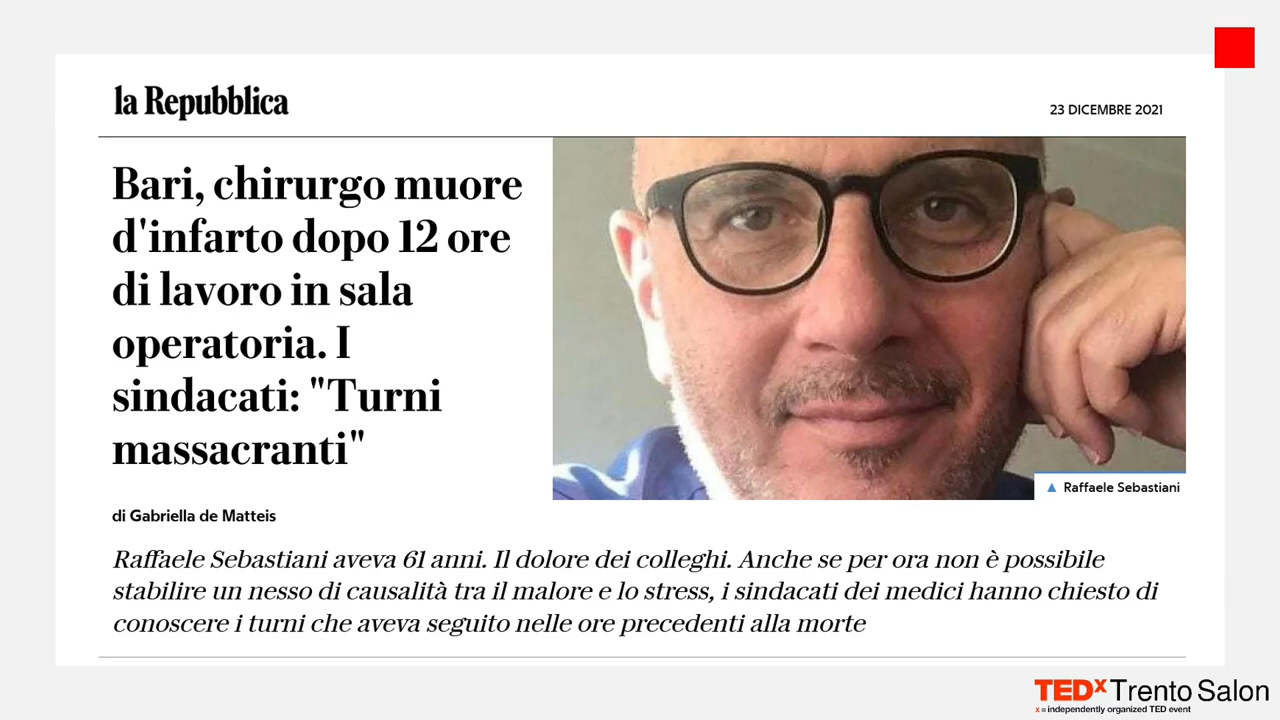 la Repubblica
23 DICEMBRE 2021
Bari, chirurgo muore
d'infarto dopo 12 ore
di lavoro in sala
operatoria. I
sindacati: "Turni
massacranti"
▲ Raffaele Sebastiani
di Gabriella de Matteis
Raffaele Sebastiani aveva 61 anni. Il dolore dei colleghi. Anche se per ora non è possibile
stabilire un nesso di causalità tra il malore e lo stress, i sindacati dei medici hanno chiesto di
conoscere i turni che aveva seguito nelle ore precedenti alla morte
TEDx Trento Salon
x = independently organized TED event